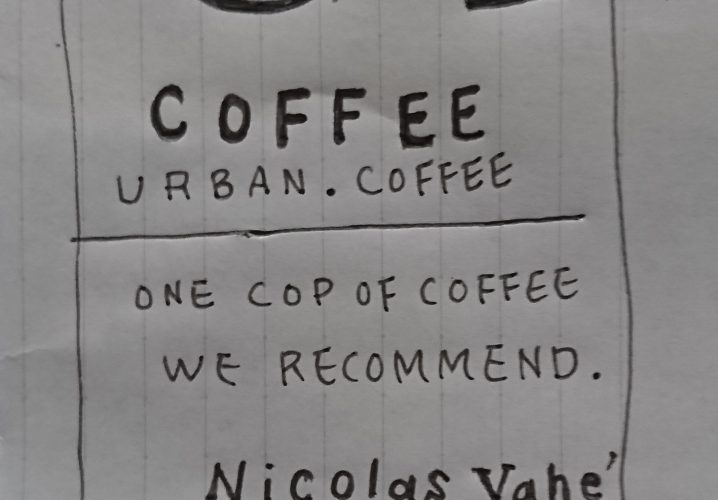 COFFEE
URBAN.COFFEE
ONE COP OF COFFEE
WE RECOMMEND.
Nicolas Vahe'